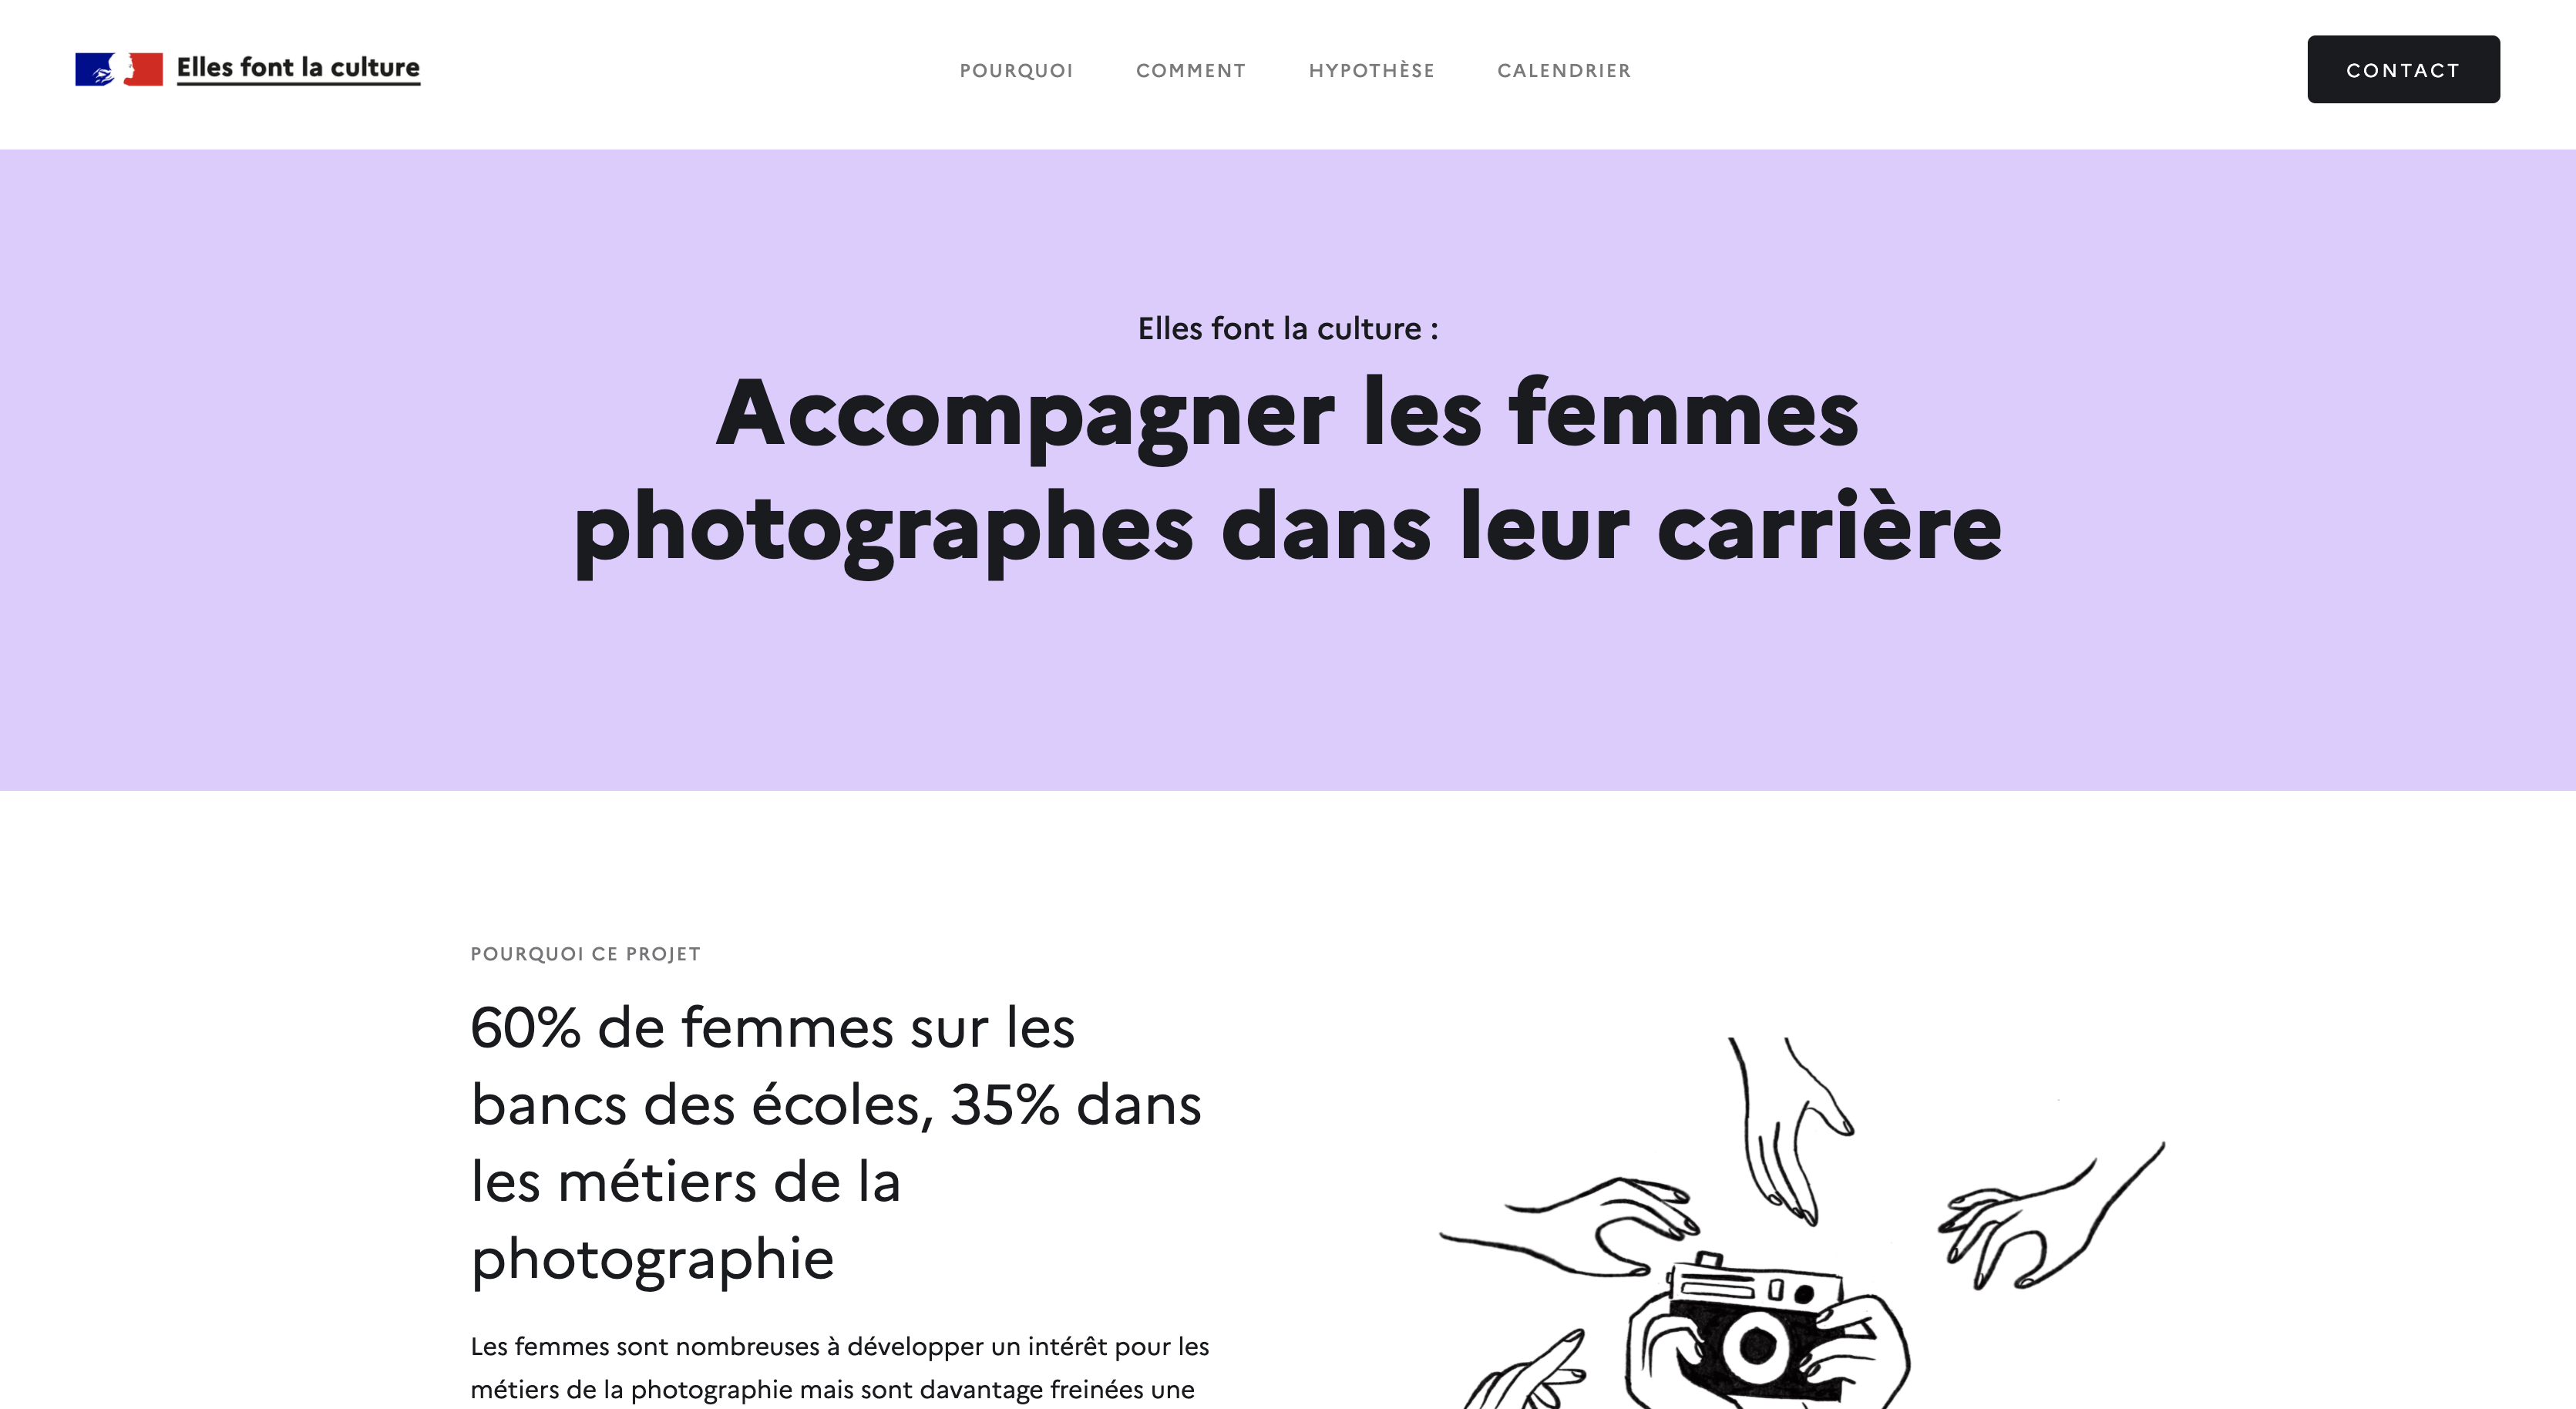 Elles font la culture
POURQUOI
COMMENT
HYPOTHÈSE
CALENDRIER
CONTACT
Elles font la culture :
Accompagner les femmes
photographes dans leur carrière
POURQUOI CE PROJET
60% de femmes sur les
bancs des écoles, 35% dans
les métiers de la
photographie
Les femmes sont nombreuses à développer un intérêt pour les
métiers de la photographie mais sont davantage freinées une